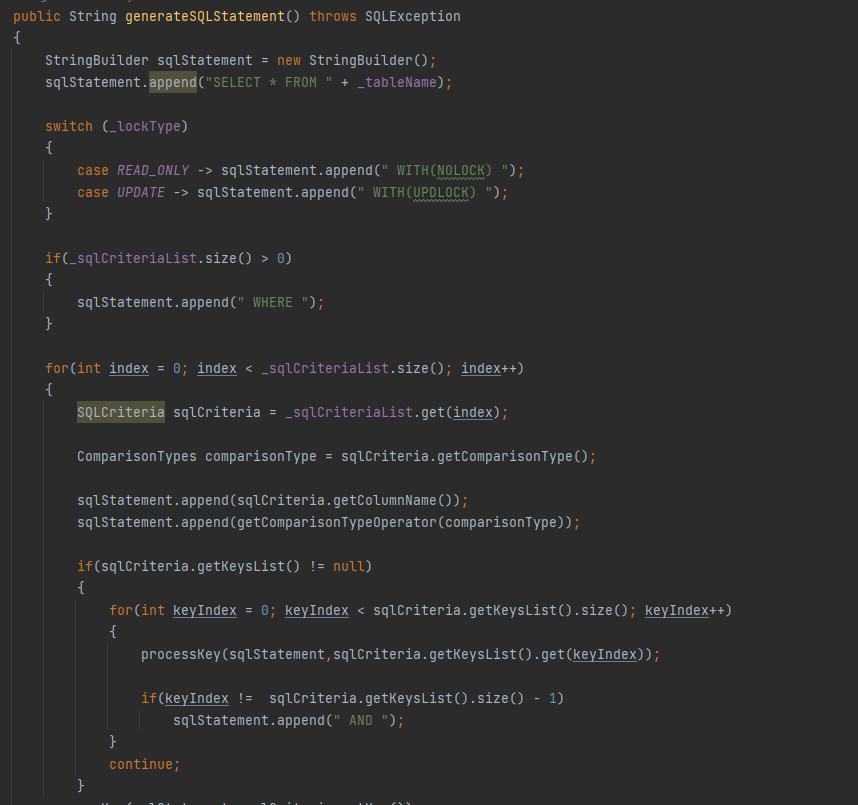 public String generateSQLStatement() throws SQLException
{
    StringBuilder sqlStatement = new StringBuilder();
    sqlStatement.append("SELECT * FROM " + _tableName);

    switch (_lockType)
    {
        case READ_ONLY -> sqlStatement.append(" WITH(NOLOCK) ");
        case UPDATE -> sqlStatement.append(" WITH(UPDLOCK) ");
    }

    if(_sqlCriteriaList.size() > 0)
    {
        sqlStatement.append(" WHERE ");
    }

    for(int index = 0; index < _sqlCriteriaList.size(); index++)
    {
        SQLCriteria sqlCriteria = _sqlCriteriaList.get(index);

        ComparisonTypes comparisonType = sqlCriteria.getComparisonType();

        sqlStatement.append(sqlCriteria.getColumnName());
        sqlStatement.append(getComparisonTypeOperator(comparisonType));

        if(sqlCriteria.getKeysList() != null)
        {
            for(int keyIndex = 0; keyIndex < sqlCriteria.getKeysList().size(); keyIndex++)
            {
                processKey(sqlStatement,sqlCriteria.getKeysList().get(keyIndex));

                if(keyIndex !=  sqlCriteria.getKeysList().size() - 1)
                    sqlStatement.append(" AND ");
            }
            continue;
        }